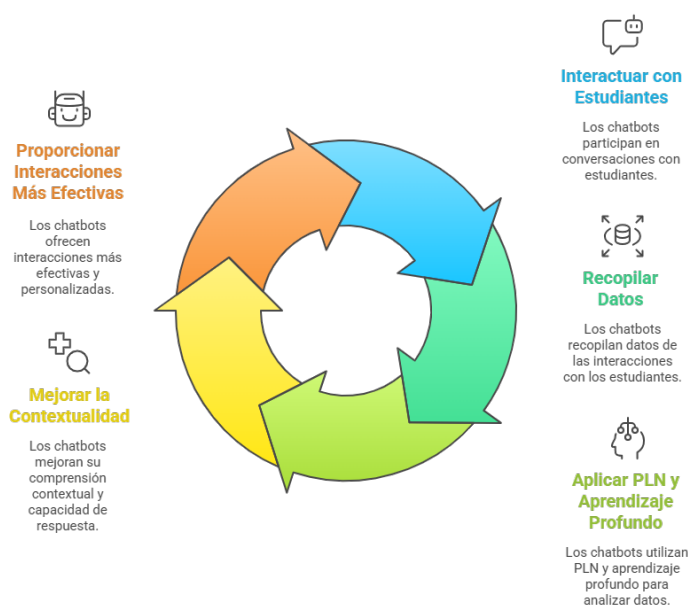 Interactuar con
Estudiantes
Los chatbots
participan en
conversaciones con
estudiantes.
Recopilar
Datos
Los chatbots
recopilan datos de
las interacciones
con los estudiantes.
Aplicar PLN y
Aprendizaje
Profundo
Los chatbots utilizan
PLN y aprendizaje
profundo para
analizar datos.
Mejorar la
Contextualidad
Los chatbots
mejoran su
comprensión
contextual y
capacidad de
respuesta.
Proporcionar
Interacciones
Más Efectivas
Los chatbots
ofrecen
interacciones más
efectivas y
personalizadas.